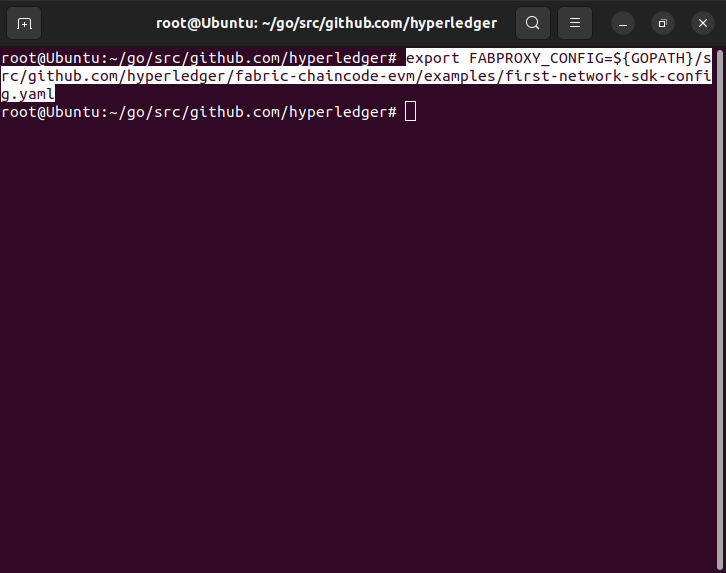 root@Ubuntu: ~/go/src/github.com/hyperledger
root@Ubuntu:~/go/src/github.com/hyperledger# export FABPROXY_CONFIG=${GOPATH}/s
rc/github.com/hyperledger/fabric-chaincode-evm/examples/first-network-sdk-confi
g.yaml
root@Ubuntu:~/go/src/github.com/hyperledger#